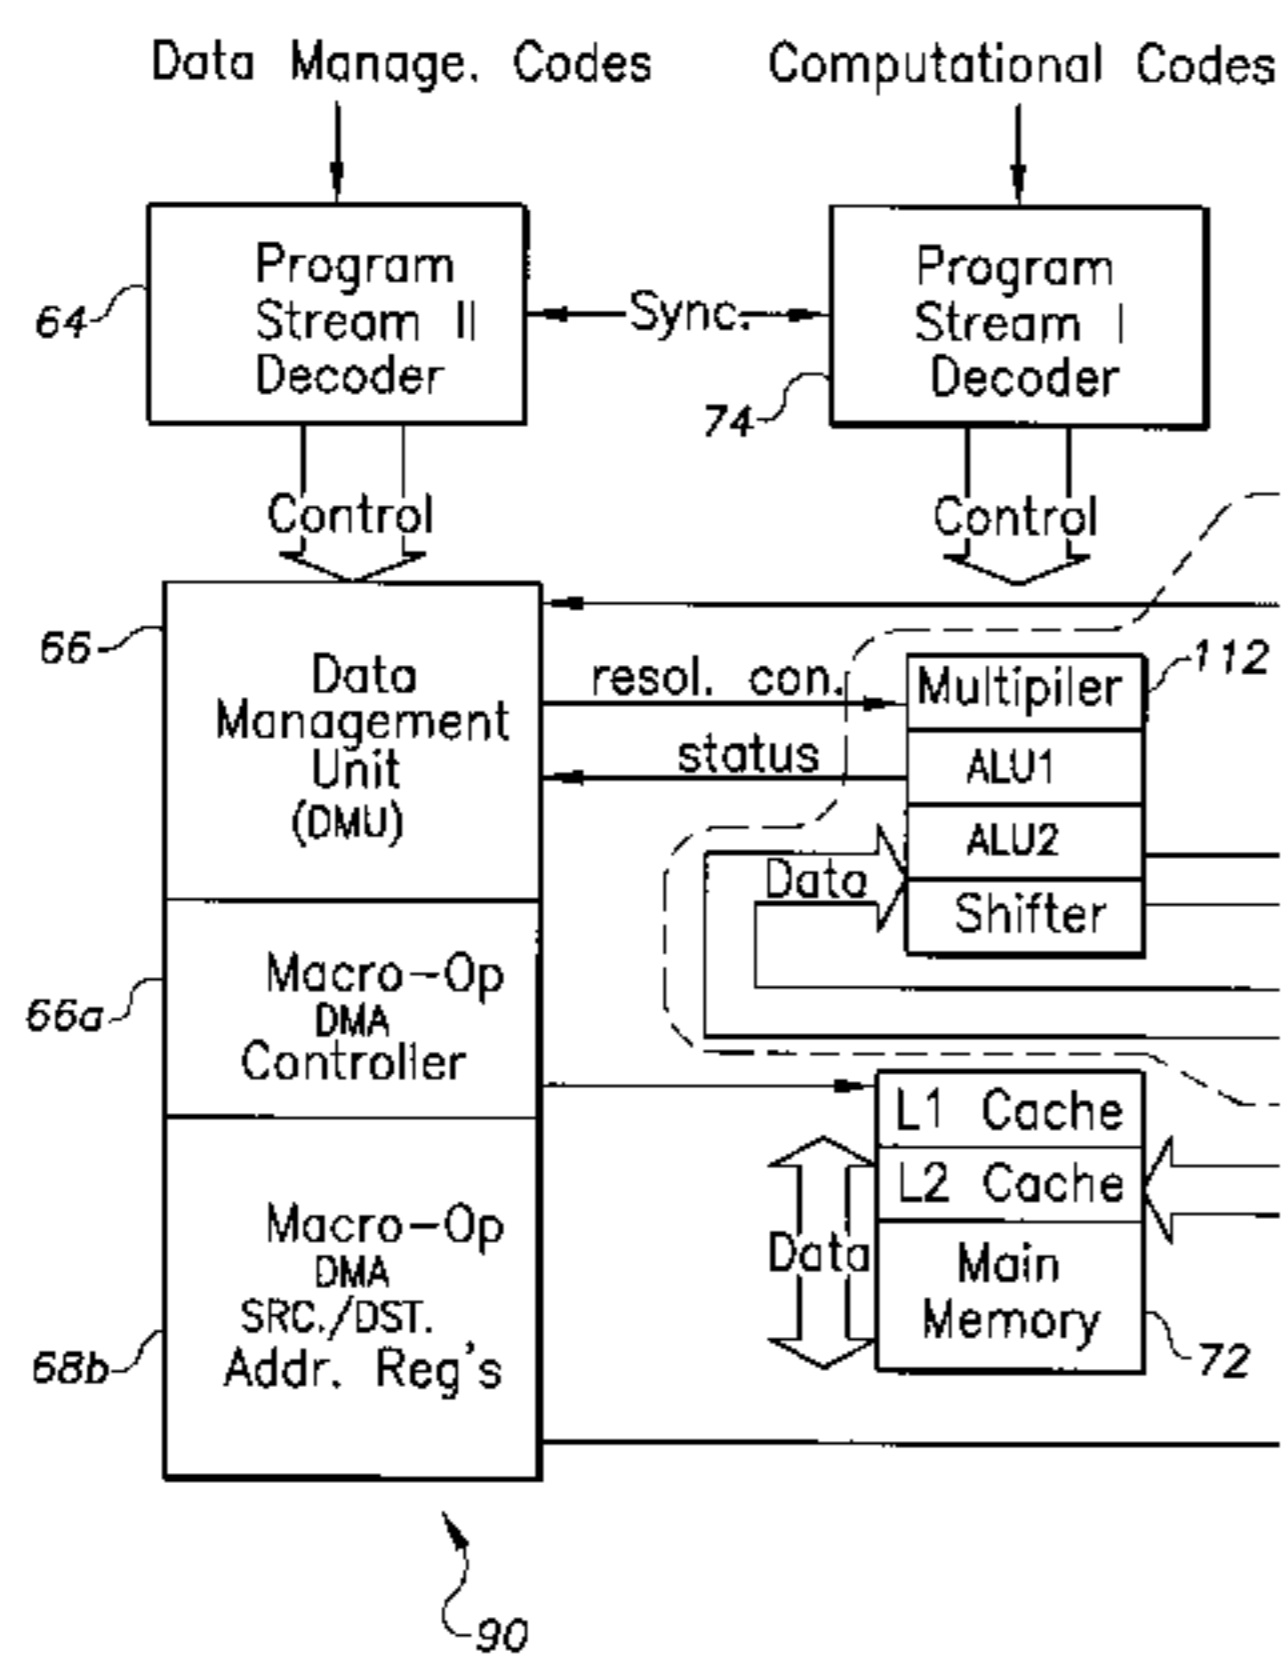 Data Manage. Codes
Computational Codes
Program
Stream II
Decoder
64
Sync.
Program
Stream I
Decoder
74
Control
Control
66
Data
Management
Unit
(DMU)
resol. con.
status
Multipiler
112
ALU1
ALU2
Shifter
Data
66a
Macro-Op
DMA
Controller
L1 Cache
L2 Cache
Main
Memory
72
Data
68b
Macro-Op
DMA
SRC./DST.
Addr. Reg's
90